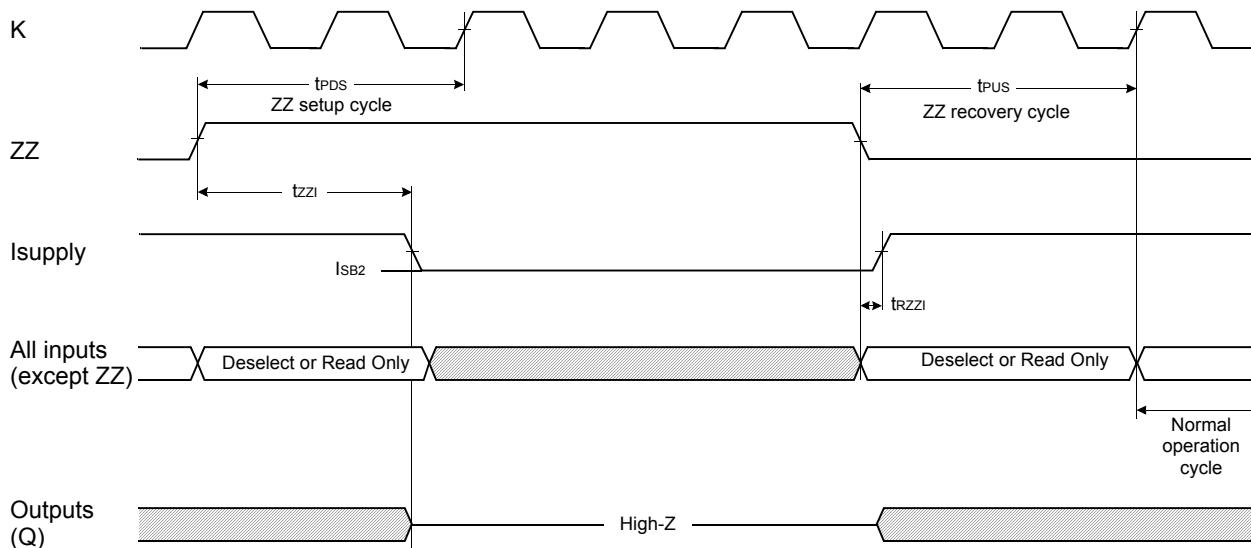 K
tPDS
ZZ setup cycle
tPUS
ZZ recovery cycle
ZZ
tZZI
Isupply
ISB2
tRZZI
All inputs
(except ZZ)
Deselect or Read Only
Deselect or Read Only
Normal
operation
cycle
Outputs
(Q)
High-Z